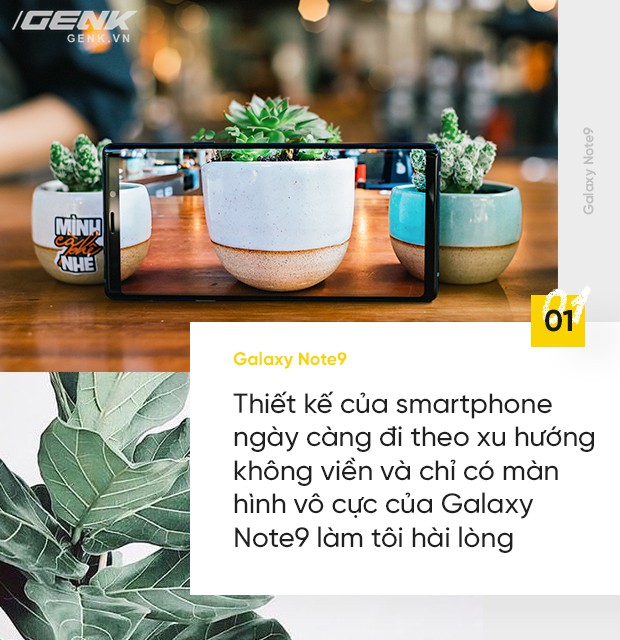 GENK
GENK.VN
Galaxy Note9
MÌNH
cà phê
NHÉ
01
01
Galaxy Note9
Thiết kế của smartphone
ngày càng đi theo xu hướng
không viền và chỉ có màn
hình vô cực của Galaxy
Note9 làm tôi hài lòng